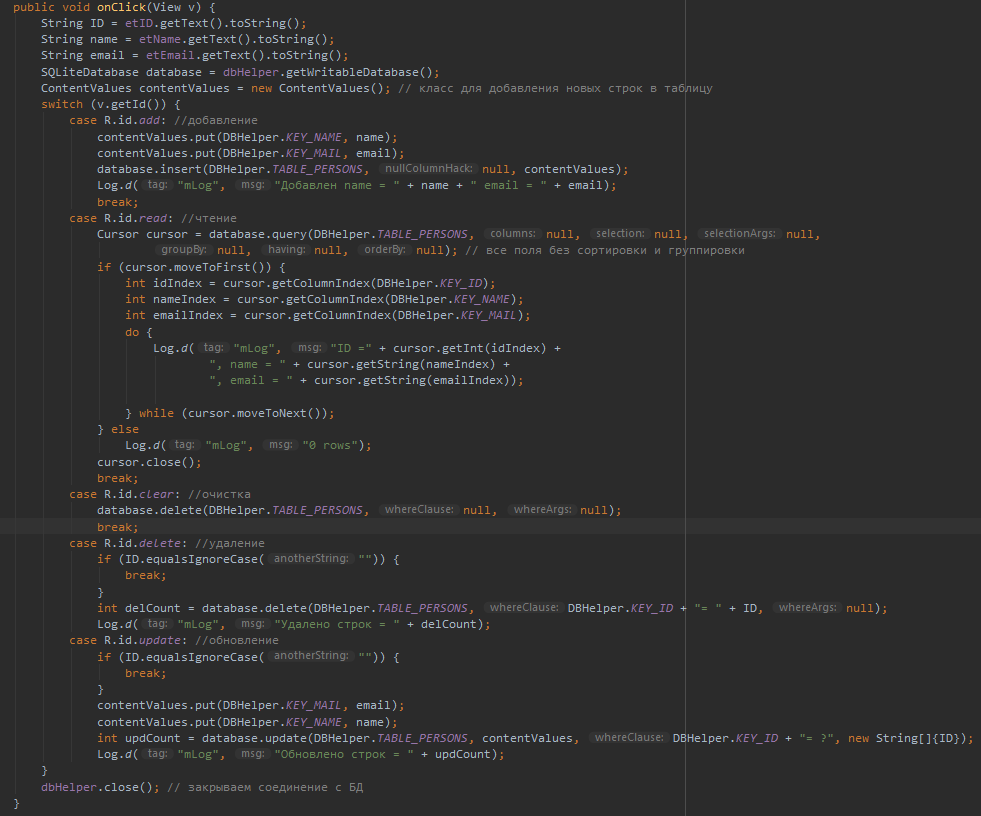 public void onClick(View v) {
String ID = etID.getText().toString();
String name = etName.getText().toString();
String email = etEmail.getText().toString();
SQLiteDatabase database = dbHelper.getWritableDatabase();
ContentValues contentValues = new ContentValues(); // класс для добавления новых строк в таблицу
switch (v.getId()) {
case R.id.add: //добавление
contentValues.put(DBHelper.KEY_NAME, name);
contentValues.put(DBHelper.KEY_MAIL, email);
database.insert(DBHelper.TABLE_PERSONS, nullColumnHack: null, contentValues);
Log.d( tag: "mLog", msg: "Добавлен name = " + name + " email = " + email);
break;
case R.id.read: //чтение
Cursor cursor = database.query(DBHelper.TABLE_PERSONS, columns: null, selection: null, selectionArgs: null,
groupBy: null, having: null, orderBy: null); // все поля без сортировки и группировки
if (cursor.moveToFirst()) {
int idIndex = cursor.getColumnIndex(DBHelper.KEY_ID);
int nameIndex = cursor.getColumnIndex(DBHelper.KEY_NAME);
int emailIndex = cursor.getColumnIndex(DBHelper.KEY_MAIL);
do {
Log.d( tag: "mLog", msg: "ID =" + cursor.getInt(idIndex) +
", name = " + cursor.getString(nameIndex) +
", email = " + cursor.getString(emailIndex));
} while (cursor.moveToNext());
} else
Log.d( tag: "mLog", msg: "0 rows");
cursor.close();
break;
case R.id.clear: //очистка
database.delete(DBHelper.TABLE_PERSONS, whereClause: null, whereArgs: null);
break;
case R.id.delete: //удаление
if (ID.equalsIgnoreCase( anotherString: "")) {
break;
}
int delCount = database.delete(DBHelper.TABLE_PERSONS, whereClause: DBHelper.KEY_ID + "= " + ID, whereArgs: null);
Log.d( tag: "mLog", msg: "Удалено строк = " + delCount);
case R.id.update: //обновление
if (ID.equalsIgnoreCase( anotherString: "")) {
break;
}
contentValues.put(DBHelper.KEY_MAIL, email);
contentValues.put(DBHelper.KEY_NAME, name);
int updCount = database.update(DBHelper.TABLE_PERSONS, contentValues, whereClause: DBHelper.KEY_ID + "= ?", new String[]{ID});
Log.d( tag: "mLog", msg: "Обновлено строк = " + updCount);
}
dbHelper.close(); // закрываем соединение с БД
}